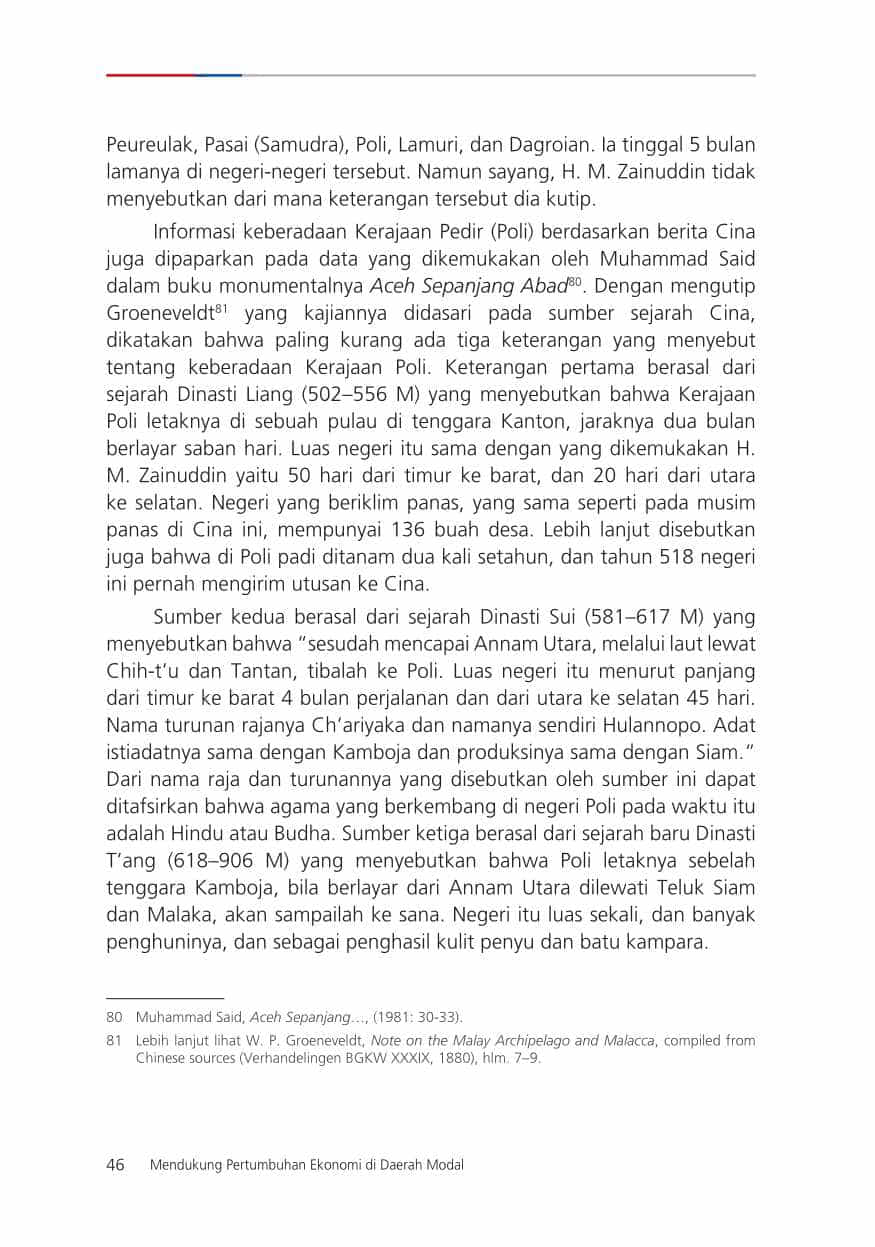 Peureulak, Pasai (Samudra), Poli, Lamuri, dan Dagroian. Ia tinggal 5 bulan
lamanya di negeri-negeri tersebut. Namun sayang, H. M. Zainuddin tidak
menyebutkan dari mana keterangan tersebut dia kutip.
Informasi keberadaan Kerajaan Pedir (Poli) berdasarkan berita Cina
juga dipaparkan pada data yang dikemukakan oleh Muhammad Said
dalam buku monumentalnya Aceh Sepanjang Abad⁸⁰. Dengan mengutip
Groeneveldt⁸¹ yang kajiannya didasari pada sumber sejarah Cina,
dikatakan bahwa paling kurang ada tiga keterangan yang menyebut
tentang keberadaan Kerajaan Poli. Keterangan pertama berasal dari
sejarah Dinasti Liang (502–556 M) yang menyebutkan bahwa Kerajaan
Poli letaknya di sebuah pulau di tenggara Kanton, jaraknya dua bulan
berlayar saban hari. Luas negeri itu sama dengan yang dikemukakan H.
M. Zainuddin yaitu 50 hari dari timur ke barat, dan 20 hari dari utara
ke selatan. Negeri yang beriklim panas, yang sama seperti pada musim
panas di Cina ini, mempunyai 136 buah desa. Lebih lanjut disebutkan
juga bahwa di Poli padi ditanam dua kali setahun, dan tahun 518 negeri
ini pernah mengirim utusan ke Cina.
Sumber kedua berasal dari sejarah Dinasti Sui (581–617 M) yang
menyebutkan bahwa “sesudah mencapai Annam Utara, melalui laut lewat
Chih-t’u dan Tantan, tibalah ke Poli. Luas negeri itu menurut panjang
dari timur ke barat 4 bulan perjalanan dan dari utara ke selatan 45 hari.
Nama turunan rajanya Ch’ariyaka dan namanya sendiri Hulannopo. Adat
istiadatnya sama dengan Kamboja dan produksinya sama dengan Siam.”
Dari nama raja dan turunannya yang disebutkan oleh sumber ini dapat
ditafsirkan bahwa agama yang berkembang di negeri Poli pada waktu itu
adalah Hindu atau Budha. Sumber ketiga berasal dari sejarah baru Dinasti
T’ang (618–906 M) yang menyebutkan bahwa Poli letaknya sebelah
tenggara Kamboja, bila berlayar dari Annam Utara dilewati Teluk Siam
dan Malaka, akan sampailah ke sana. Negeri itu luas sekali, dan banyak
penghuninya, dan sebagai penghasil kulit penyu dan batu kampara.
80 Muhammad Said, Aceh Sepanjang…, (1981: 30-33).
81 Lebih lanjut lihat W. P. Groeneveldt, Note on the Malay Archipelago and Malacca, compiled from
Chinese sources (Verhandelingen BGKW XXXIX, 1880), hlm. 7–9.
46 Mendukung Pertumbuhan Ekonomi di Daerah Modal